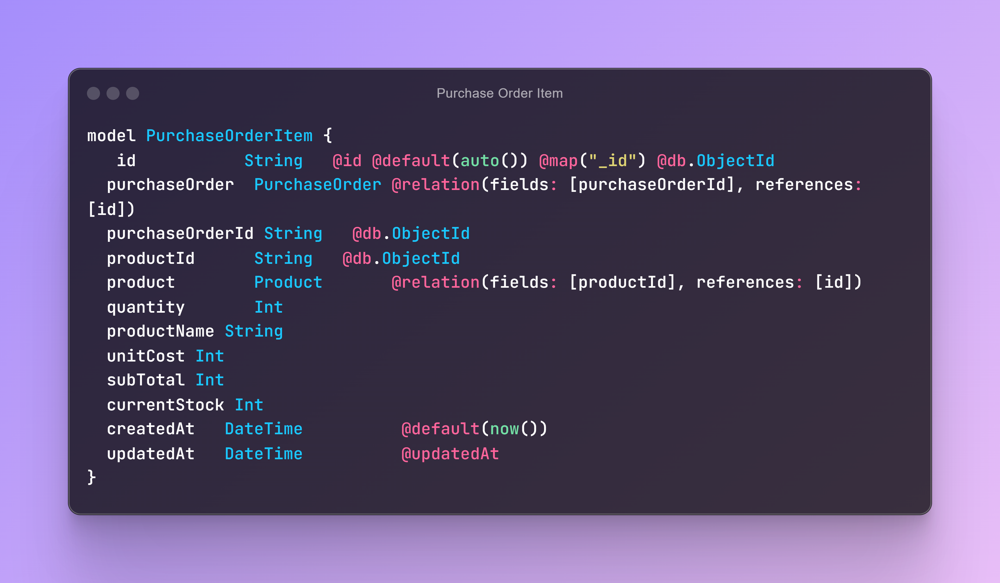 Purchase Order Item
model PurchaseOrderItem {
   id           String   @id @default(auto()) @map("_id") @db.ObjectId
  purchaseOrder  PurchaseOrder @relation(fields: [purchaseOrderId], references:
[id])
  purchaseOrderId String   @db.ObjectId
  productId      String   @db.ObjectId
  product        Product       @relation(fields: [productId], references: [id])
  quantity       Int
  productName String
  unitCost Int
  subTotal Int
  currentStock Int
  createdAt   DateTime          @default(now())
  updatedAt   DateTime          @updatedAt
}